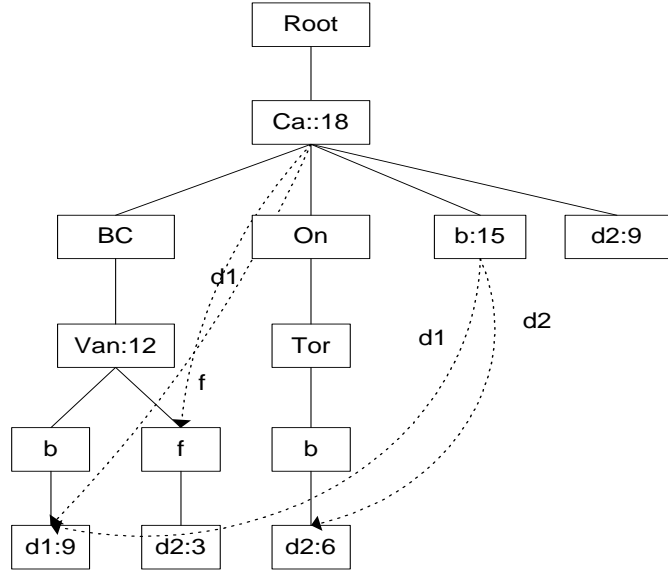 Root
Ca::18
BC
On
b:15
d2:9
d1
d1
d2
Van:12
Tor
f
b
f
b
d1:9
d2:3
d2:6